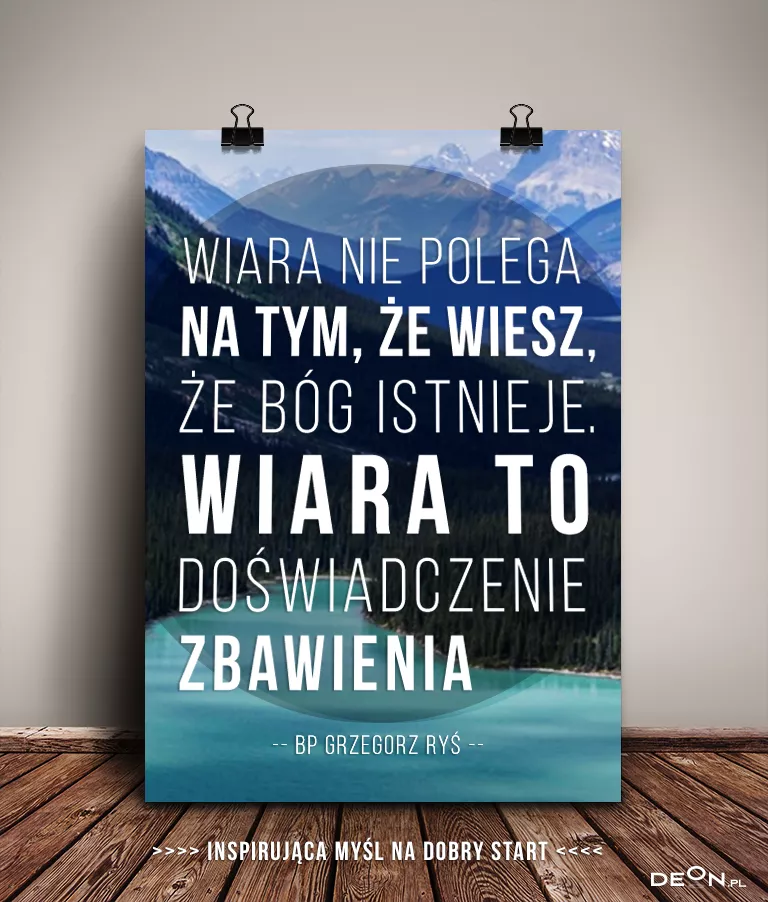 WIARA NIE POLEGA
NA TYM, ŻE WIESZ,
ŻE BÓG ISTNIEJE.
WIARA TO
DOŚWIADCZENIE
ZBAWIENIA
-- BP GRZEGORZ RYŚ --
>>>> INSPIRUJĄCA MYŚL NA DOBRY START <<<<
DEON.PL